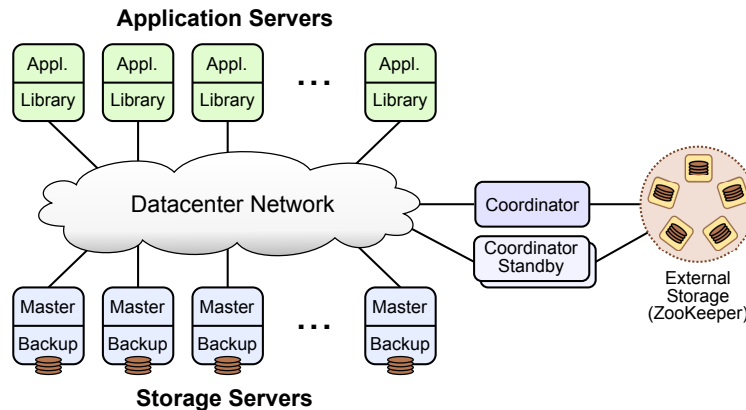 Application Servers
Appl. Appl. Appl. ... Appl.
Library Library Library Library
Datacenter Network
Coordinator
Coordinator
Standby
External
Storage
(ZooKeeper)
Master Master Master ... Master
Backup Backup Backup Backup
Storage Servers